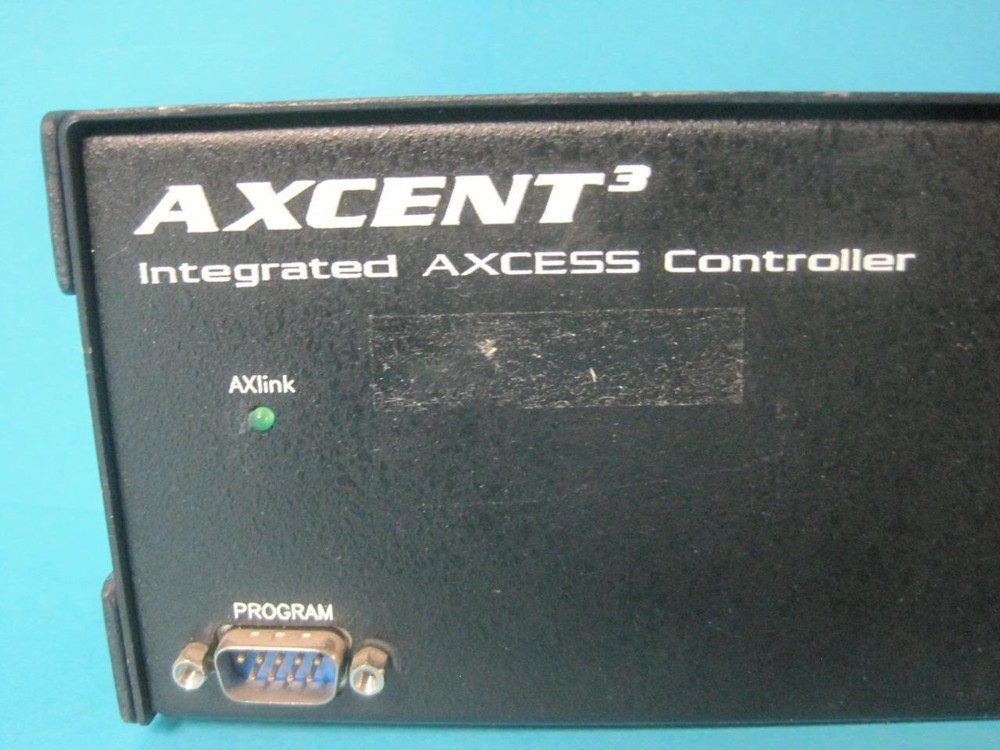 AXCENT³
Integrated AXCESS Controller
AXlink
PROGRAM